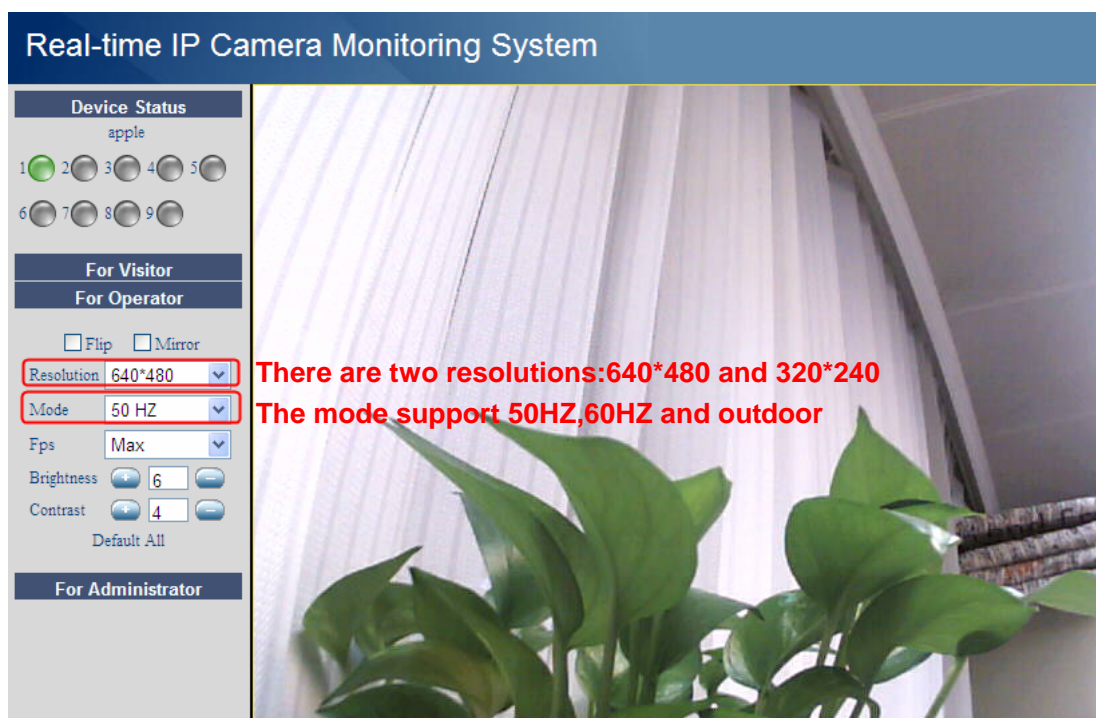 Real-time IP Camera Monitoring System
Device Status
apple
1 2 3 4 5
6 7 8 9
For Visitor
For Operator
Flip Mirror
Resolution 640*480
There are two resolutions:640*480 and 320*240
Mode 50 HZ
The mode support 50HZ,60HZ and outdoor
Fps Max
Brightness + 6 -
Contrast + 4 -
Default All
For Administrator